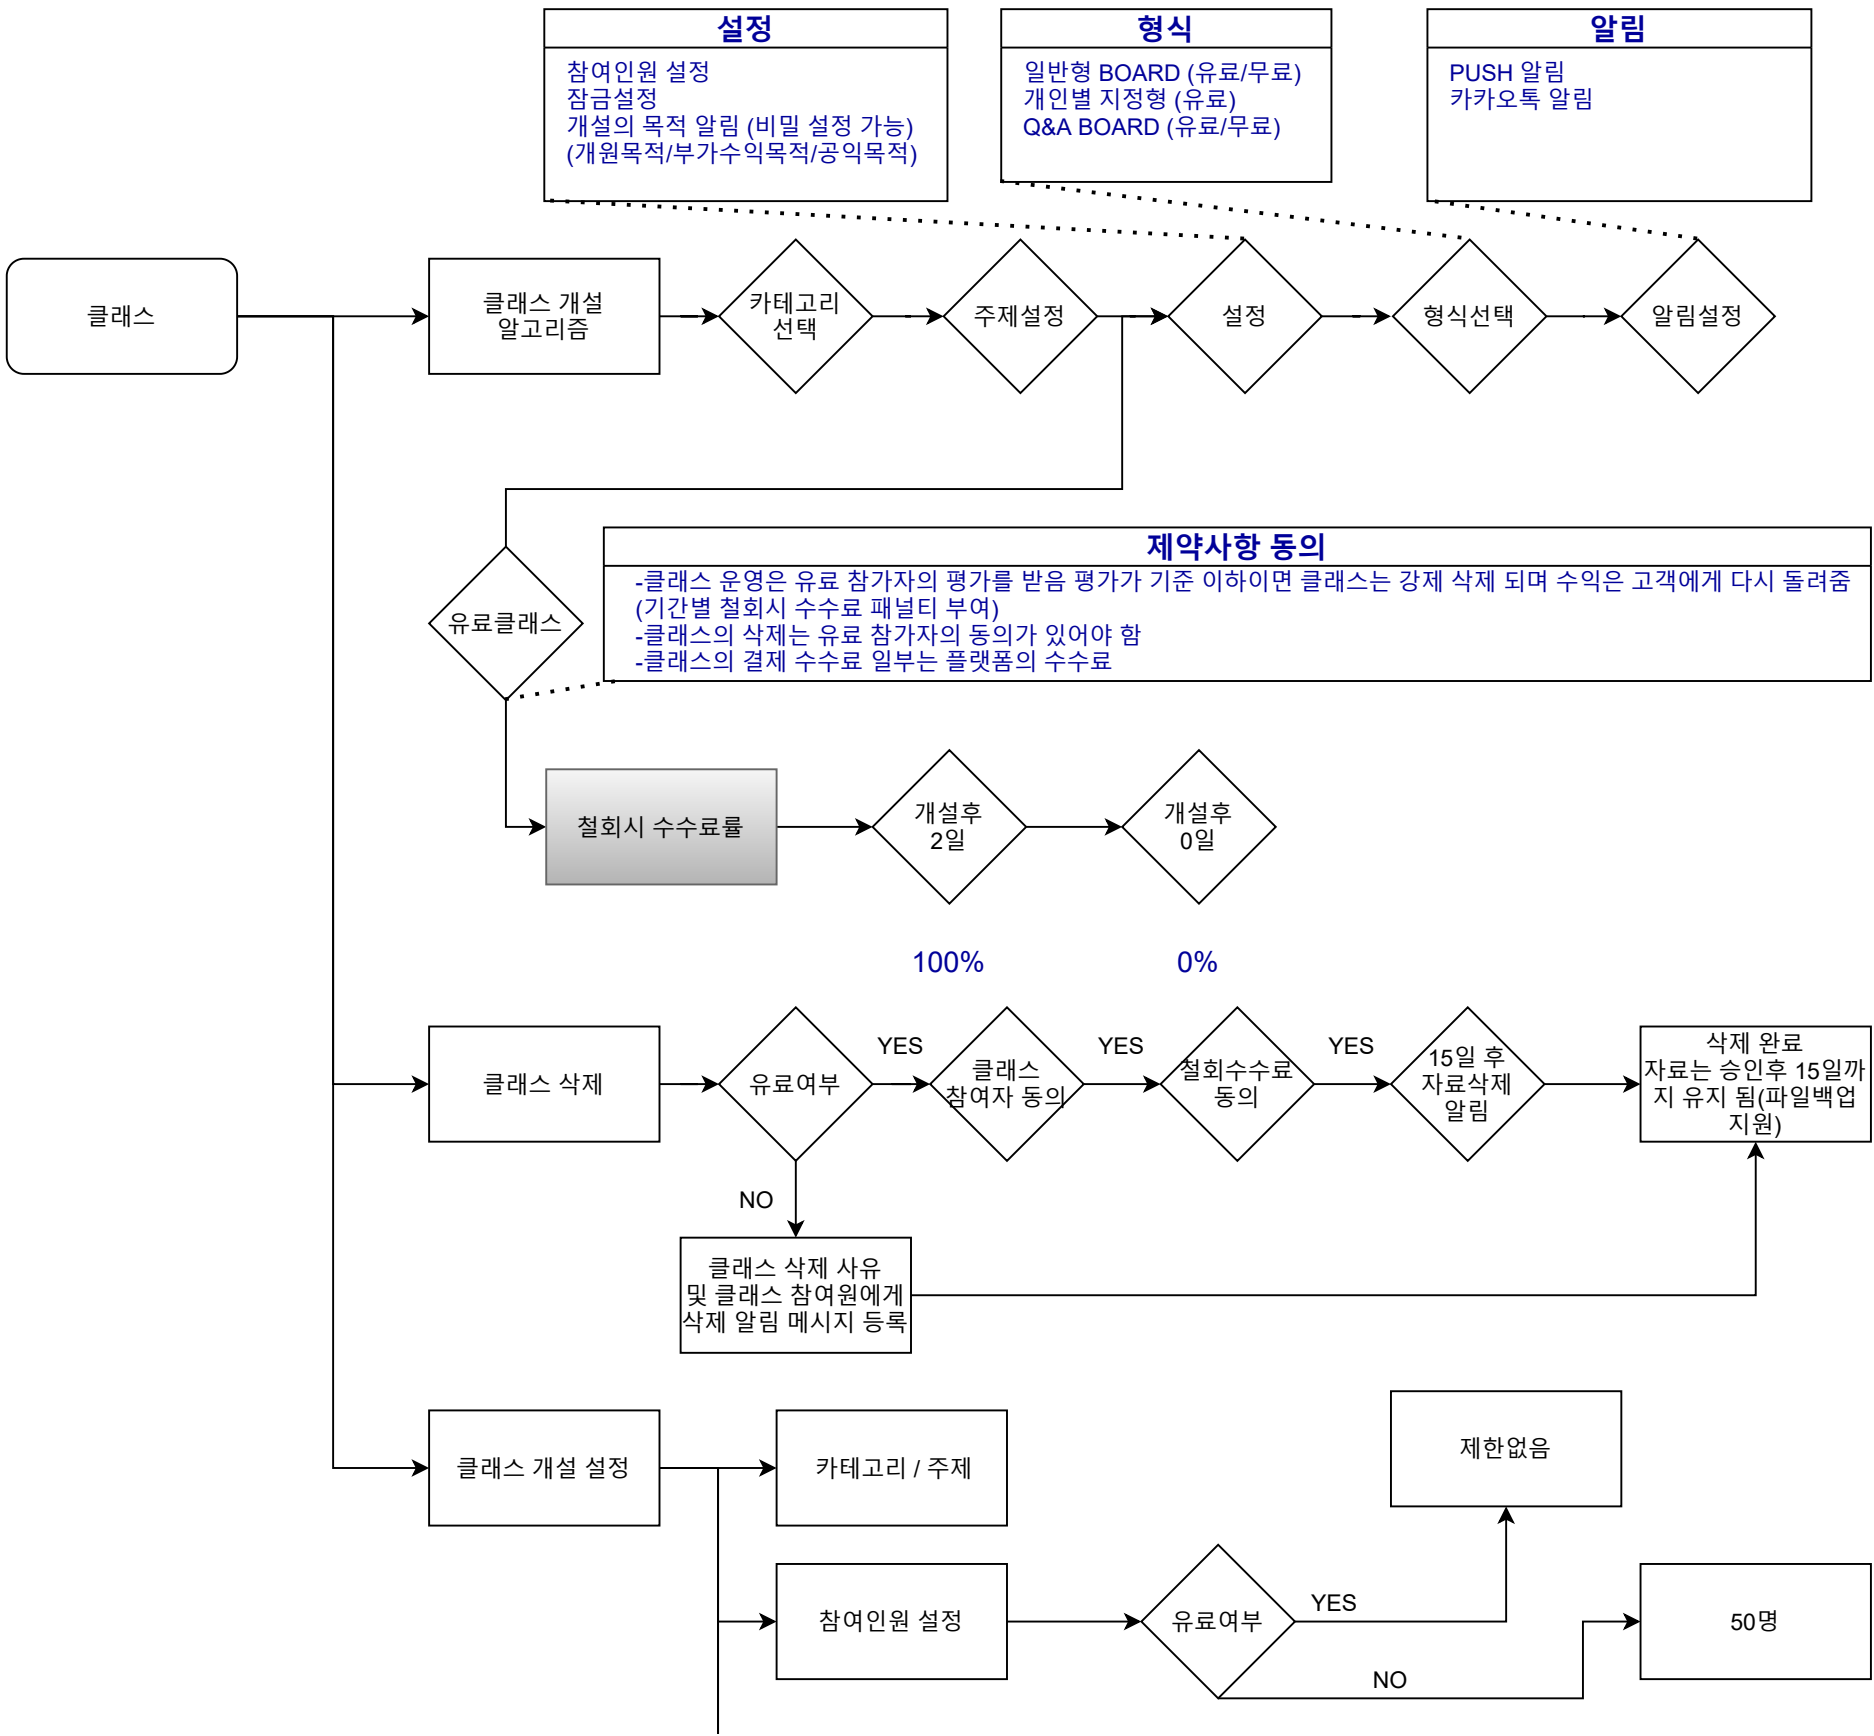 설정
참여인원 설정
잠금설정
개설의 목적 알림 (비밀 설정 가능)
(개원목적/부가수익목적/공익목적)
형식
일반형 BOARD (유료/무료)
개인별 지정형 (유료)
Q&A BOARD (유료/무료)
알림
PUSH 알림
카카오톡 알림
클래스
클래스 개설
알고리즘
카테고리
선택
주제설정
설정
형식선택
알림설정
유료클래스
제약사항 동의
-클래스 운영은 유료 참가자의 평가를 받음 평가가 기준 이하이면 클래스는 강제 삭제 되며 수익은 고객에게 다시 돌려줌
(기간별 철회시 수수료 패널티 부여)
-클래스의 삭제는 유료 참가자의 동의가 있어야 함
-클래스의 결제 수수료 일부는 플랫폼의 수수료
철회시 수수료률
개설후
2일
개설후
0일
100%
0%
클래스 삭제
유료여부
YES
클래스
참여자 동의
YES
철회수수료
동의
YES
15일 후
자료삭제
알림
삭제 완료
자료는 승인후 15일까
지 유지 됨(파일백업
지원)
NO
클래스 삭제 사유
및 클래스 참여원에게
삭제 알림 메시지 등록
클래스 개설 설정
카테고리 / 주제
제한없음
참여인원 설정
유료여부
YES
NO
50명